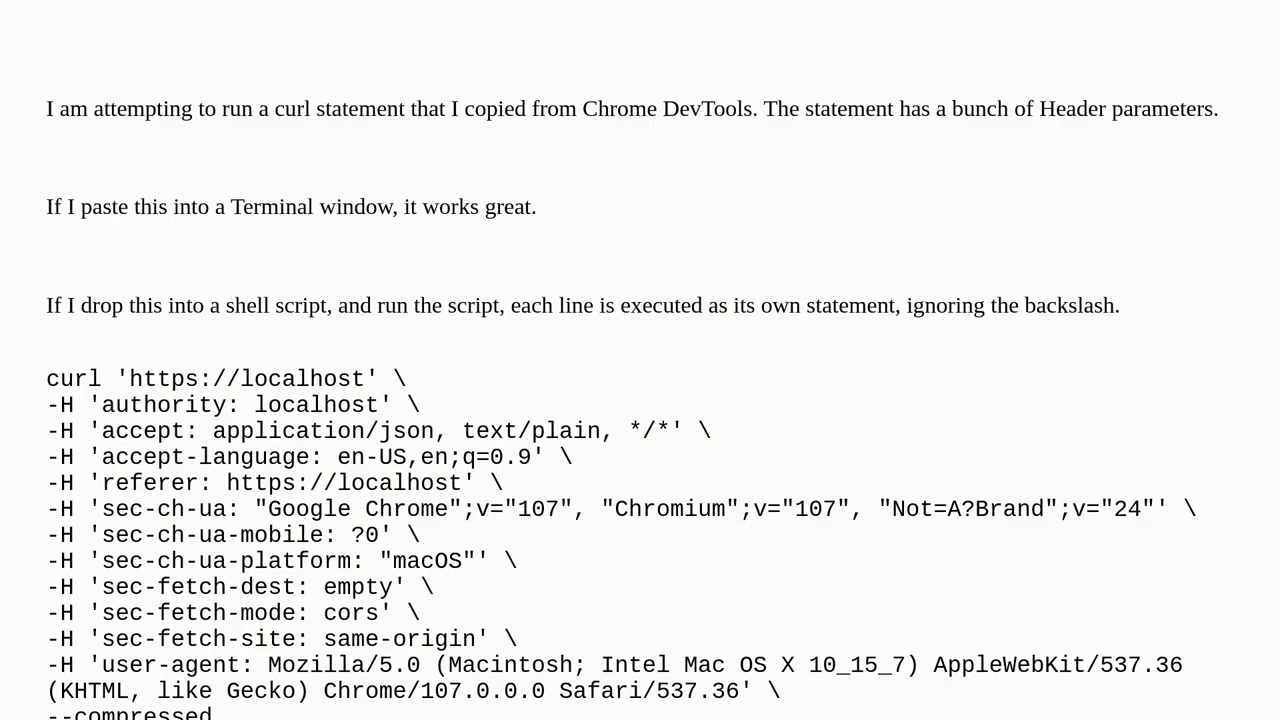 I am attempting to run a curl statement that I copied from Chrome DevTools. The statement has a bunch of Header parameters.
If I paste this into a Terminal window, it works great.
If I drop this into a shell script, and run the script, each line is executed as its own statement, ignoring the backslash.
curl 'https://localhost' \
-H 'authority: localhost' \
-H 'accept: application/json, text/plain, */*' \
-H 'accept-language: en-US,en;q=0.9' \
-H 'referer: https://localhost' \
-H 'sec-ch-ua: "Google Chrome";v="107", "Chromium";v="107", "Not=A?Brand";v="24"' \
-H 'sec-ch-ua-mobile: ?0' \
-H 'sec-ch-ua-platform: "macOS"' \
-H 'sec-fetch-dest: empty' \
-H 'sec-fetch-mode: cors' \
-H 'sec-fetch-site: same-origin' \
-H 'user-agent: Mozilla/5.0 (Macintosh; Intel Mac OS X 10_15_7) AppleWebKit/537.36
(KHTML, like Gecko) Chrome/107.0.0.0 Safari/537.36' \
--compressed